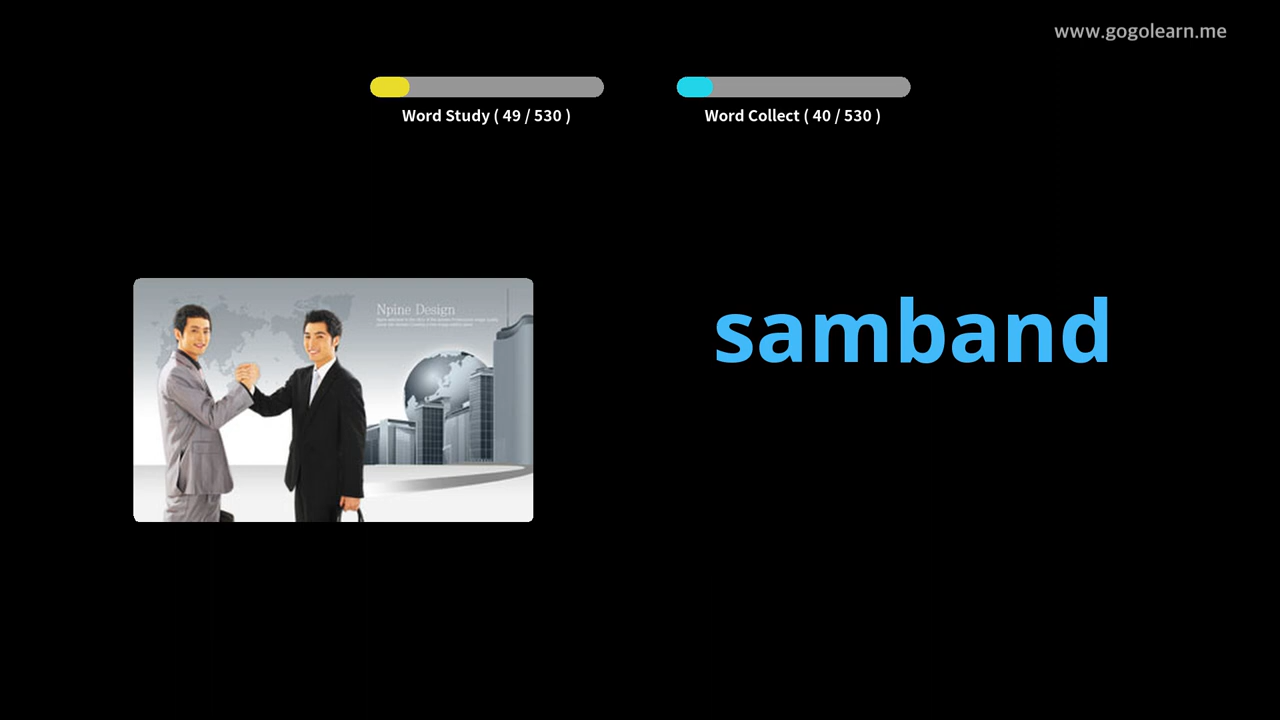 www.gogolearn.me
Word Study ( 49 / 530 )
Word Collect ( 40 / 530 )
Npine Design
samband